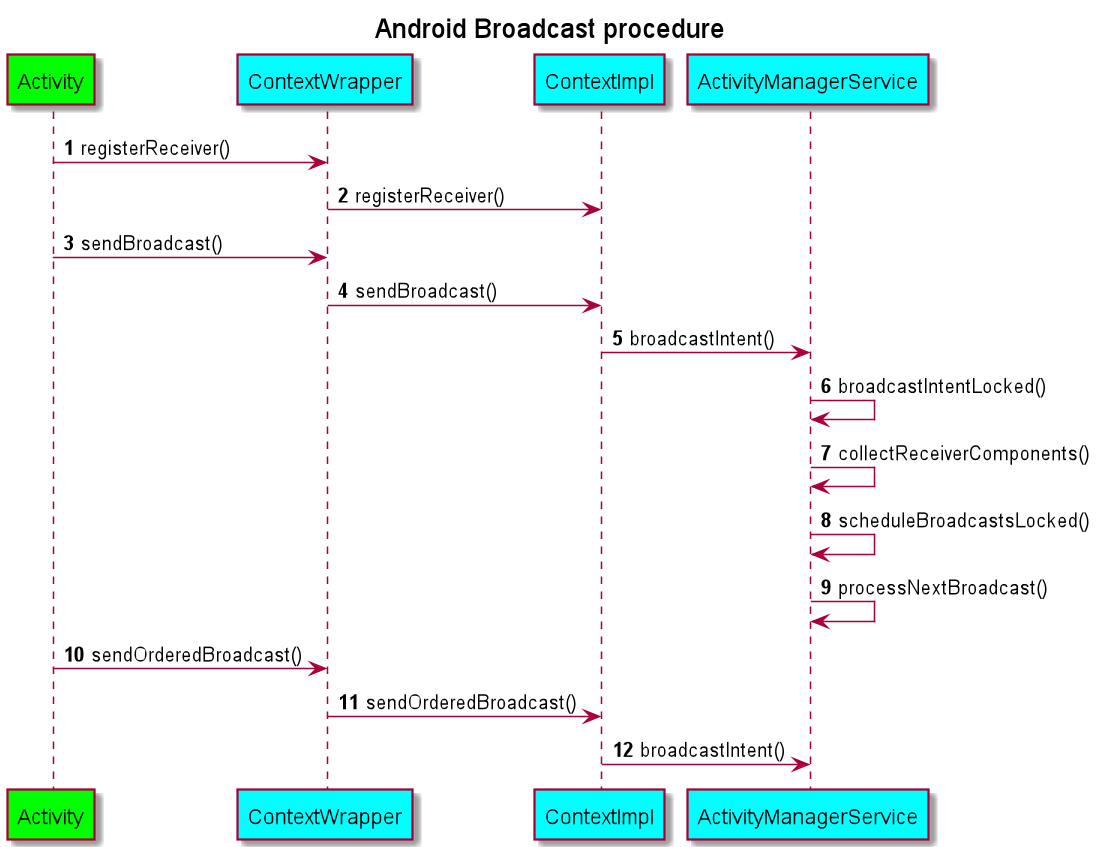 Android Broadcast procedure
Activity
ContextWrapper
ContextImpl
ActivityManagerService
1 registerReceiver()
2 registerReceiver()
3 sendBroadcast()
4 sendBroadcast()
5 broadcastIntent()
6 broadcastIntentLocked()
7 collectReceiverComponents()
8 scheduleBroadcastsLocked()
9 processNextBroadcast()
10 sendOrderedBroadcast()
11 sendOrderedBroadcast()
12 broadcastIntent()
Activity
ContextWrapper
ContextImpl
ActivityManagerService